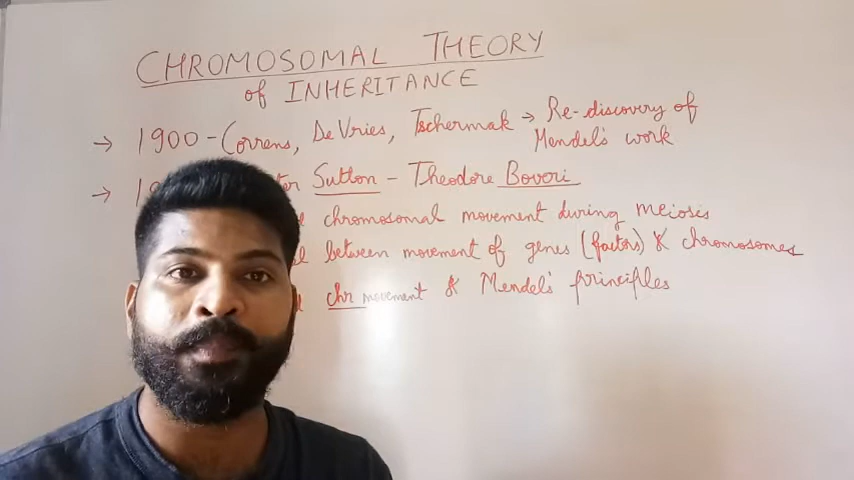 CHROMOSOMAL THEORY
of INHERITANCE
→ 1900 - Correns, De Vries, Tschermak → Re-discovery of
Mendel's work
→ Sutton - Theodore Boveri
chromosomal movement during meiosis
between movement of genes (factors) & chromosomes
chr movement & Mendel's principles